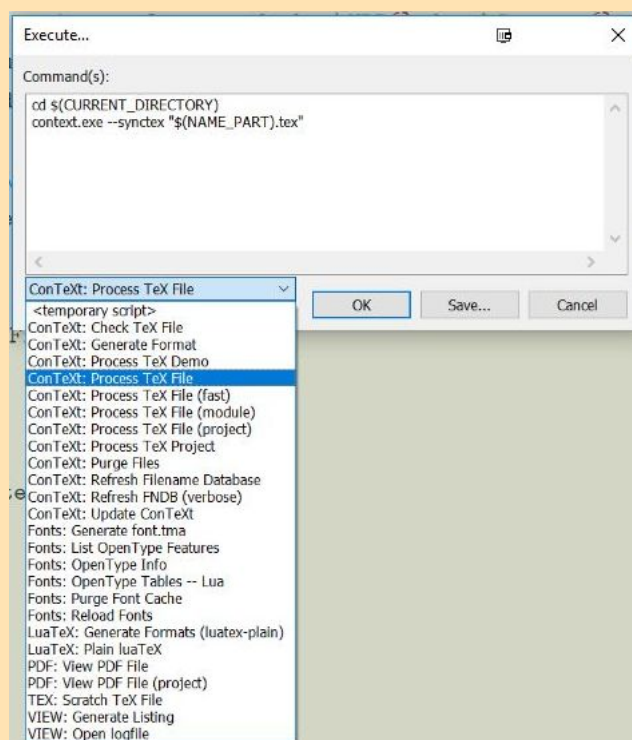 Execute...
Command(s):
cd $(CURRENT_DIRECTORY)
context.exe --synctex "$(NAME_PART).tex"
ConTeXt: Process TeX File
OK
Save...
Cancel
<temporary script>
ConTeXt: Check TeX File
ConTeXt: Generate Format
ConTeXt: Process TeX Demo
ConTeXt: Process TeX File
ConTeXt: Process TeX File (fast)
ConTeXt: Process TeX File (module)
ConTeXt: Process TeX File (project)
ConTeXt: Process TeX Project
ConTeXt: Purge Files
ConTeXt: Refresh Filename Database
ConTeXt: Refresh FNDB (verbose)
ConTeXt: Update ConTeXt
Fonts: Generate font.tma
Fonts: List OpenType Features
Fonts: OpenType Info
Fonts: OpenType Tables -- Lua
Fonts: Purge Font Cache
Fonts: Reload Fonts
LuaTeX: Generate Formats (luatex-plain)
LuaTeX: Plain luaTeX
PDF: View PDF File
PDF: View PDF File (project)
TEX: Scratch TeX File
VIEW: Generate Listing
VIEW: Open logfile